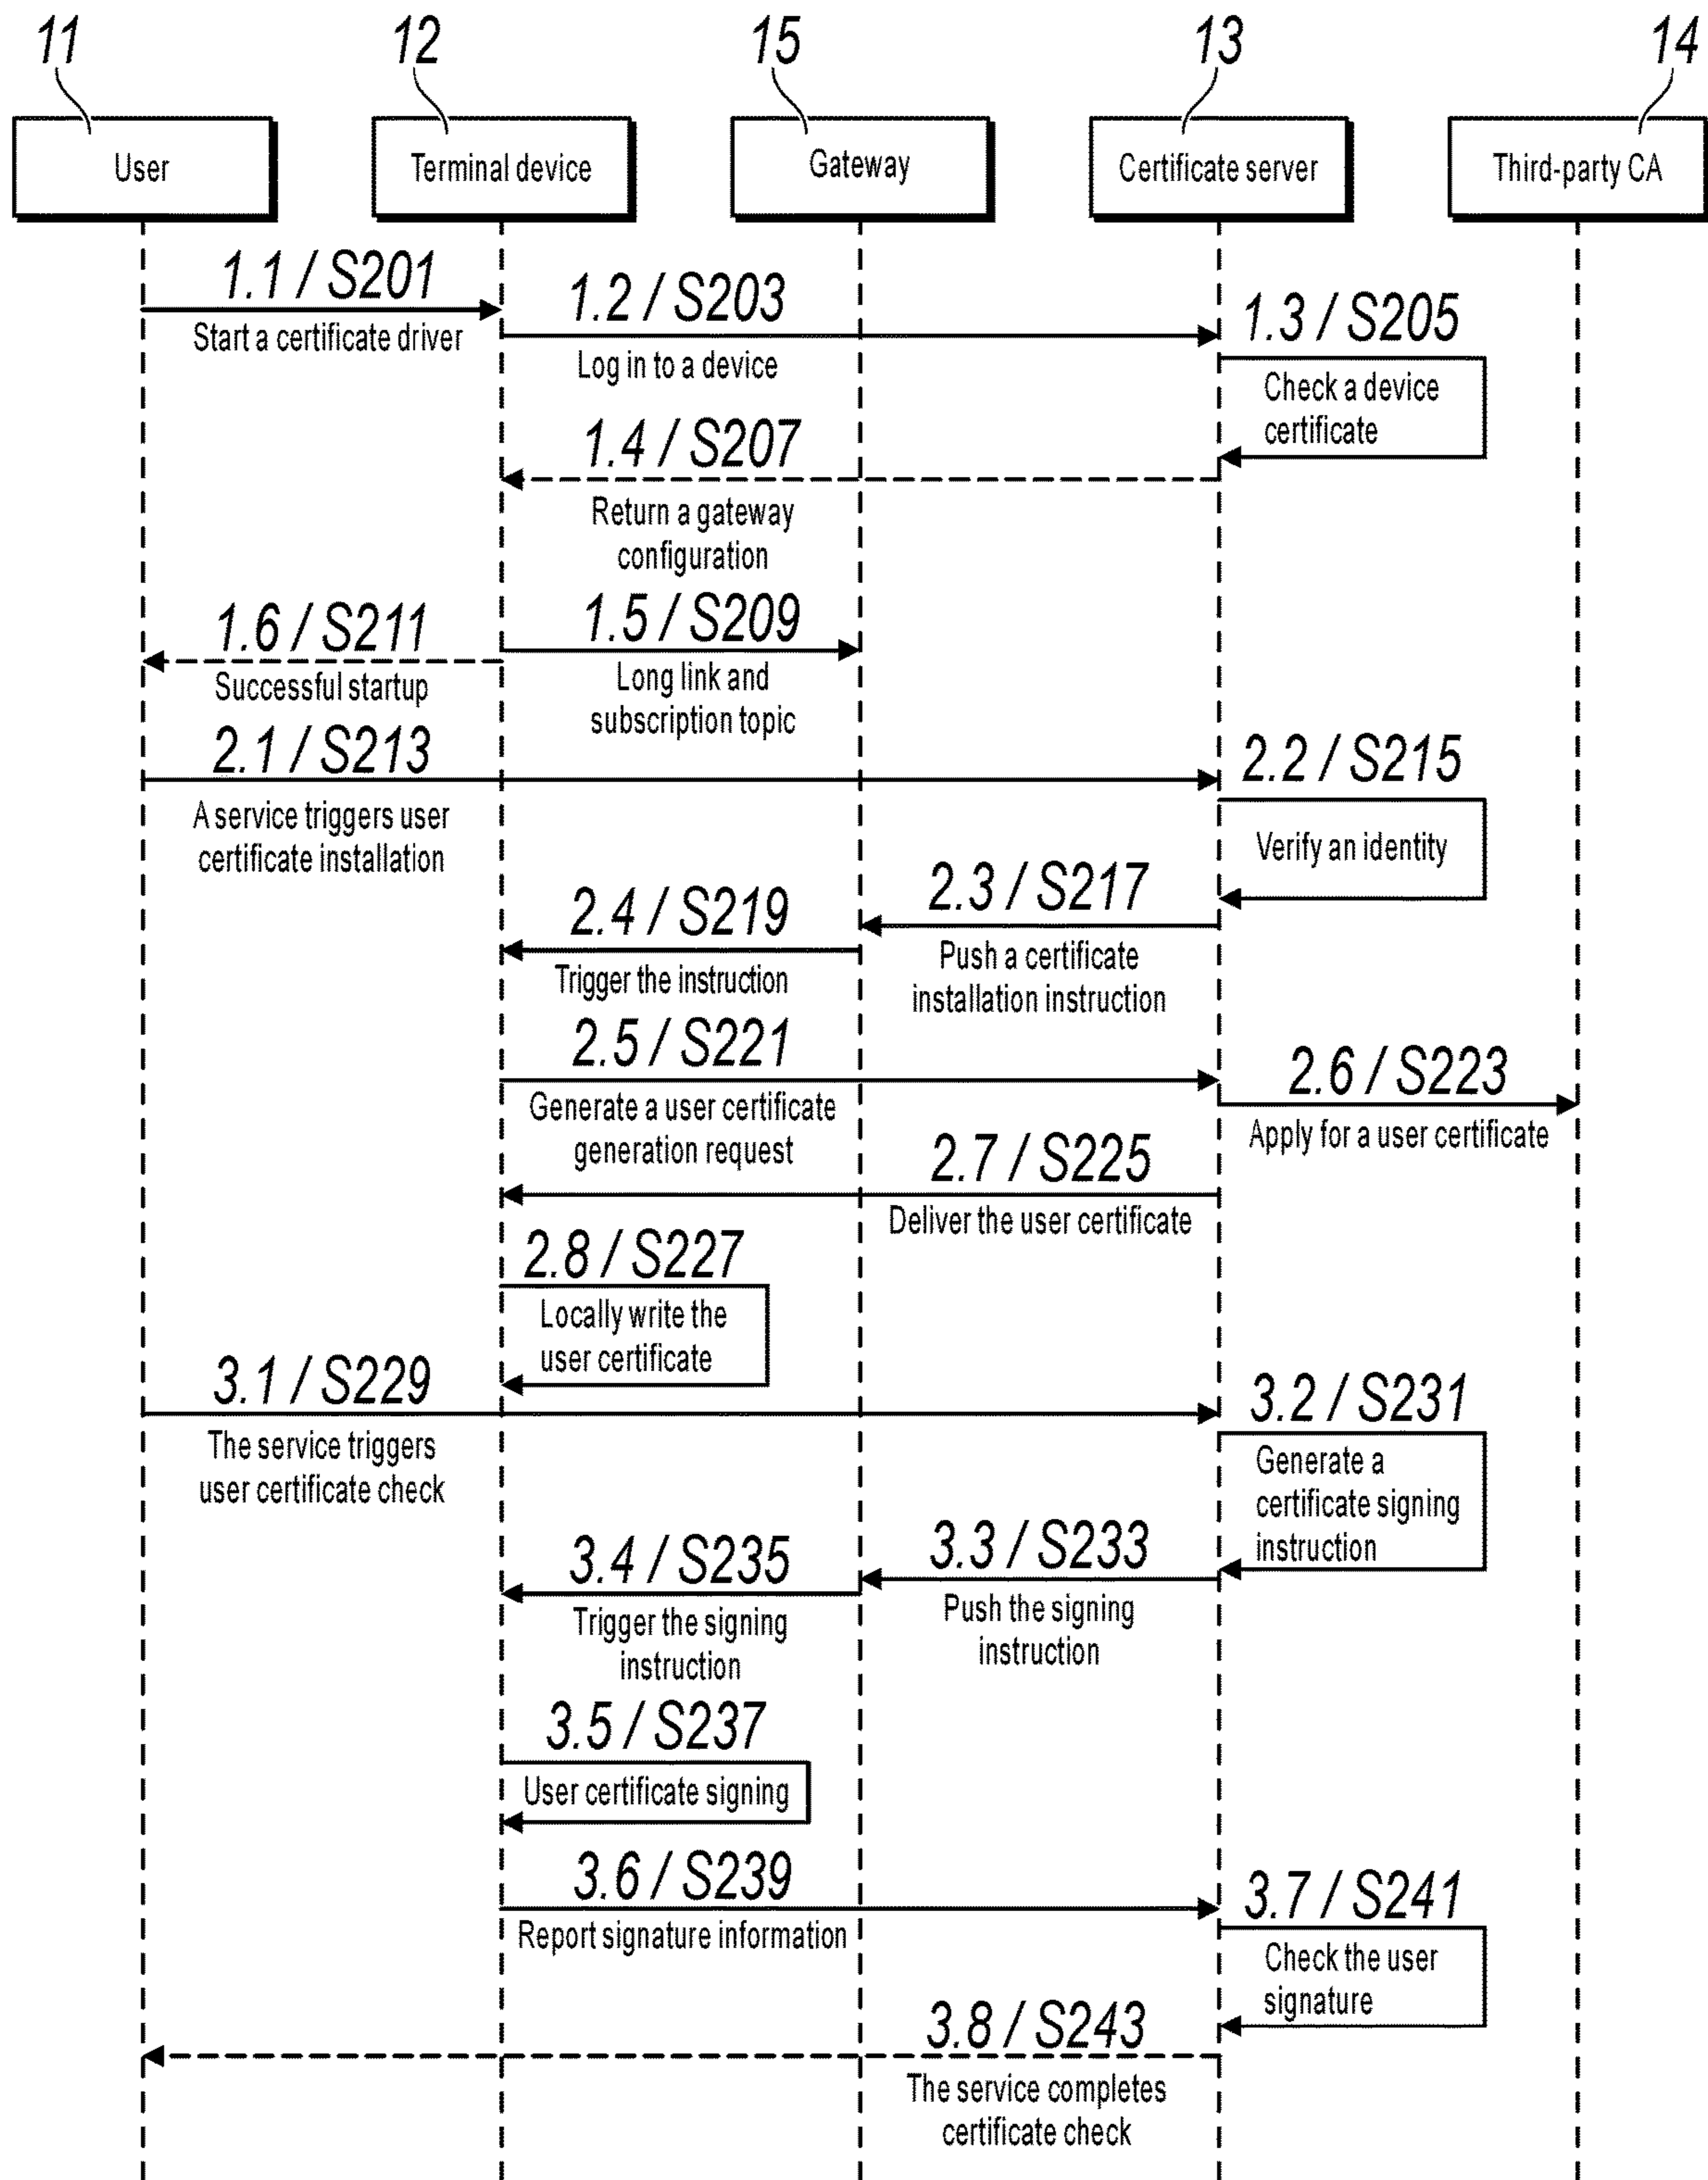 11
12
15
13
14
User
Terminal device
Gateway
Certificate server
Third-party CA
1.1 / S201
Start a certificate driver
1.2 / S203
Log in to a device
1.3 / S205
Check a device
certificate
1.4 / S207
Return a gateway
configuration
1.5 / S209
Long link and
subscription topic
1.6 / S211
Successful startup
2.1 / S213
A service triggers user
certificate installation
2.2 / S215
Verify an identity
2.3 / S217
Push a certificate
installation instruction
2.4 / S219
Trigger the instruction
2.5 / S221
Generate a user certificate
generation request
2.6 / S223
Apply for a user certificate
2.7 / S225
Deliver the user certificate
2.8 / S227
Locally write the
user certificate
3.1 / S229
The service triggers
user certificate check
3.2 / S231
Generate a
certificate signing
instruction
3.3 / S233
Push the signing
instruction
3.4 / S235
Trigger the signing
instruction
3.5 / S237
User certificate signing
3.6 / S239
Report signature information
3.7 / S241
Check the user
signature
3.8 / S243
The service completes
certificate check